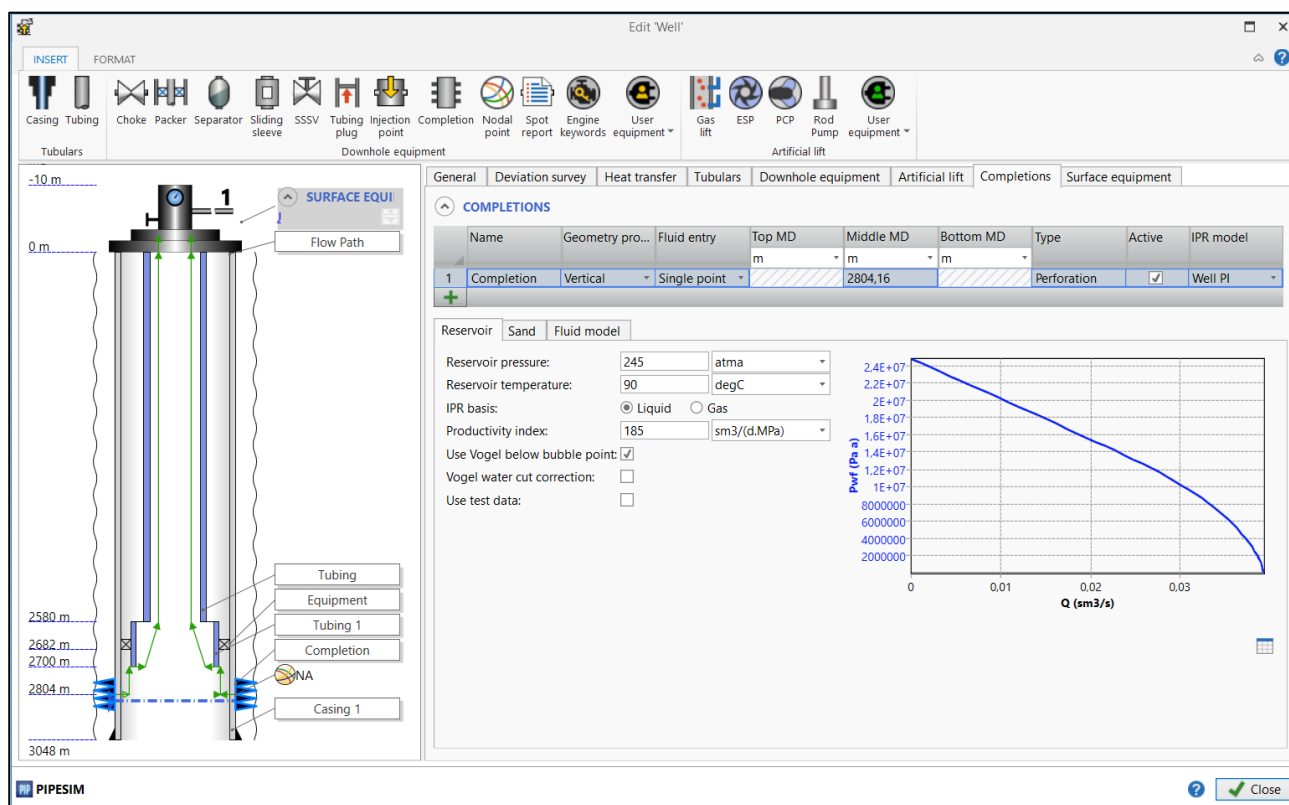 Edit 'Well'
INSERT FORMAT
Casing Tubing Choke Packer Separator Sliding sleeve SSSV Tubing plug Injection point Completion Nodal point Spot report Engine keywords User equipment Gas lift ESP PCP Rod Pump User equipment
Tubulars Downhole equipment Artificial lift
-10 m
1
SURFACE EQUI
Flow Path
0 m
Tubing
Equipment
2580 m
Tubing 1
2682 m
2700 m
Completion
NA
2804 m
Casing 1
3048 m
General Deviation survey Heat transfer Tubulars Downhole equipment Artificial lift Completions Surface equipment
COMPLETIONS
Name Geometry pro... Fluid entry Top MD Middle MD Bottom MD Type Active IPR model
m m m
1 Completion Vertical Single point 2804,16 Perforation Well PI
Reservoir Sand Fluid model
Reservoir pressure: 245 atma
Reservoir temperature: 90 degC
IPR basis: Liquid Gas
Productivity index: 185 sm3/(d.MPa)
Use Vogel below bubble point:
Vogel water cut correction:
Use test data:
Pwf (Pa a)
2,4E+07
2,2E+07
2E+07
1,8E+07
1,6E+07
1,4E+07
1,2E+07
1E+07
8000000
6000000
4000000
2000000
0 0,01 0,02 0,03
Q (sm3/s)
PIP PIPESIM
Close